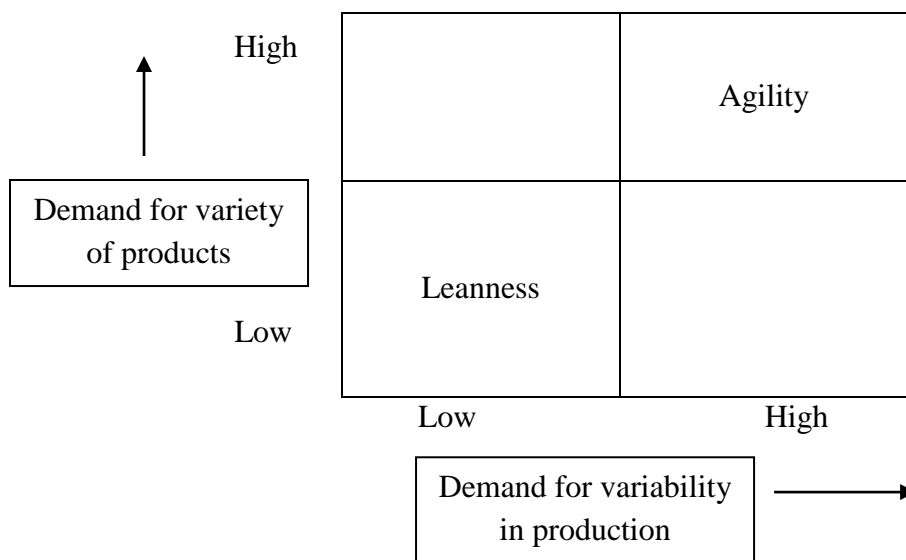 High
Agility
Demand for variety
of products
Leanness
Low
Low
High
Demand for variability
in production